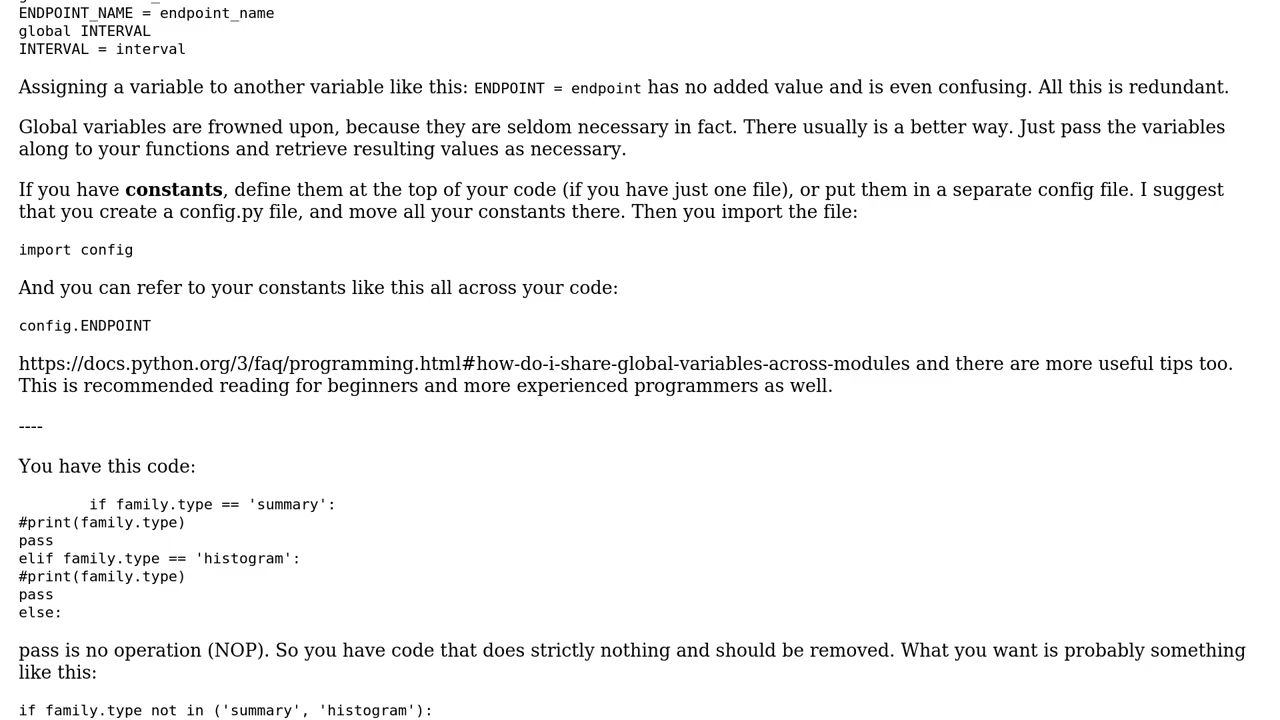 ENDPOINT_NAME = endpoint_name
global INTERVAL
INTERVAL = interval
Assigning a variable to another variable like this: ENDPOINT = endpoint has no added value and is even confusing. All this is redundant.
Global variables are frowned upon, because they are seldom necessary in fact. There usually is a better way. Just pass the variables
along to your functions and retrieve resulting values as necessary.
If you have constants, define them at the top of your code (if you have just one file), or put them in a separate config file. I suggest
that you create a config.py file, and move all your constants there. Then you import the file:
import config
And you can refer to your constants like this all across your code:
config.ENDPOINT
https://docs.python.org/3/faq/programming.html#how-do-i-share-global-variables-across-modules and there are more useful tips too.
This is recommended reading for beginners and more experienced programmers as well.
----
You have this code:
        if family.type == 'summary':
#print(family.type)
pass
elif family.type == 'histogram':
#print(family.type)
pass
else:
pass is no operation (NOP). So you have code that does strictly nothing and should be removed. What you want is probably something
like this:
if family.type not in ('summary', 'histogram'):